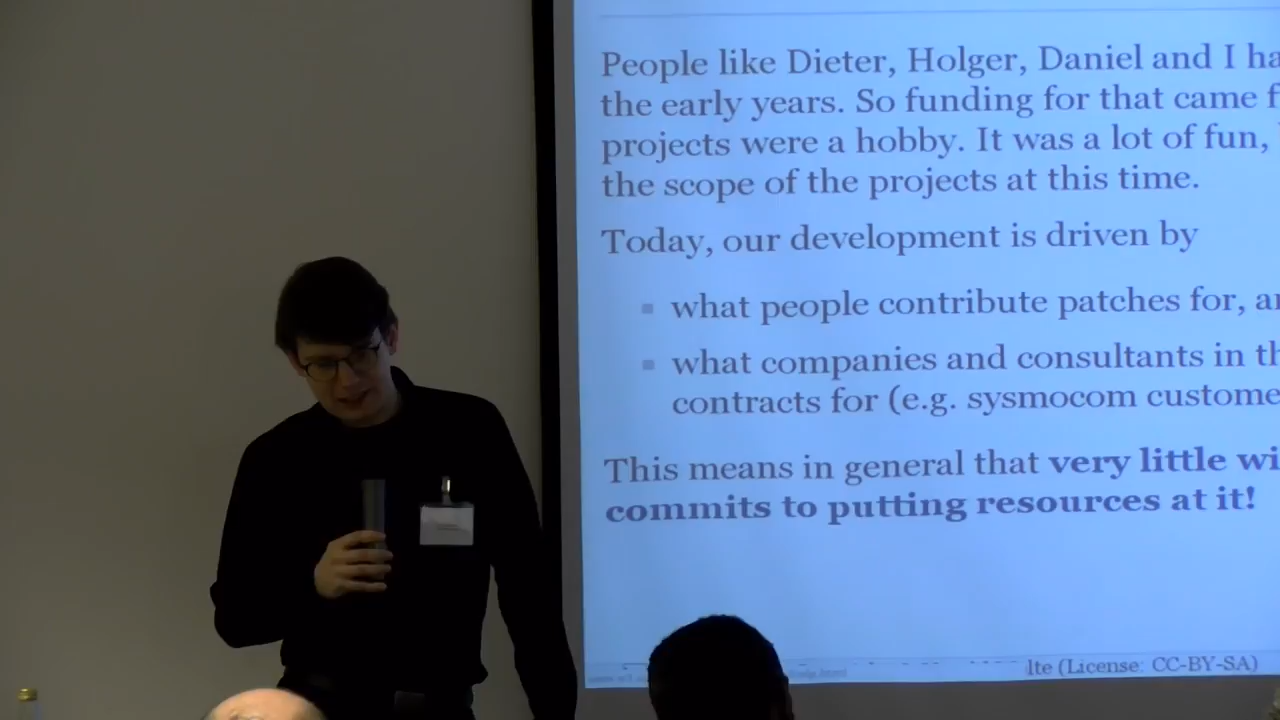 People like Dieter, Holger, Daniel and I ha
the early years. So funding for that came f
projects were a hobby. It was a lot of fun,
the scope of the projects at this time.
Today, our development is driven by
what people contribute patches for, an
what companies and consultants in th
contracts for (e.g. sysmocom custome
This means in general that very little wi
commits to putting resources at it!
lte (License: CC-BY-SA)